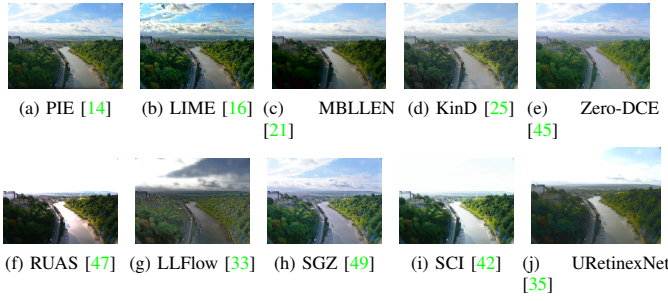 (a) PIE [14] (b) LIME [16] (c) MBLLEN (d) KinD [25] (e) Zero-DCE
[21] [45]
(f) RUAS [47] (g) LLFlow [33] (h) SGZ [49] (i) SCI [42] (j) URetinexNet
[35]